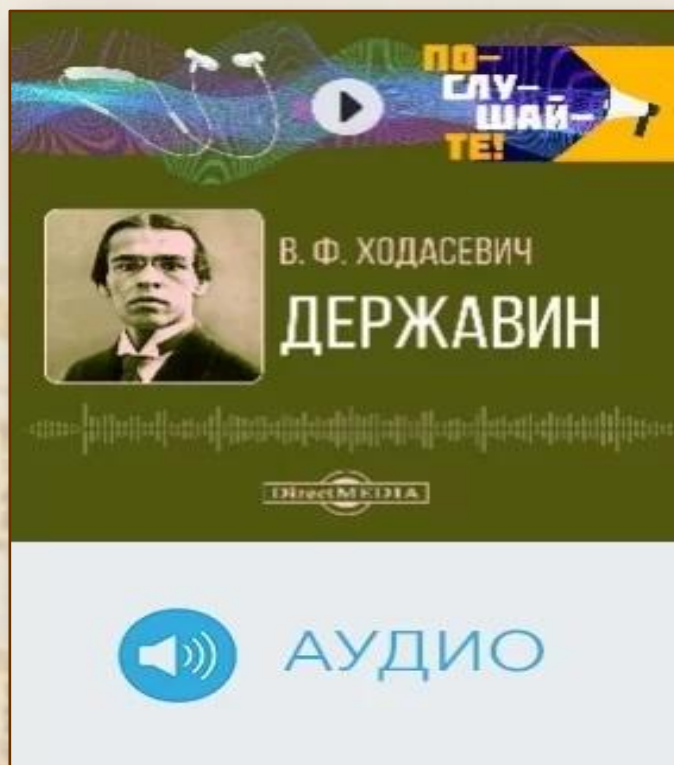 ПО-
СЛУ-
ШАЙ-
ТЕ!
В. Ф. ХОДАСЕВИЧ
ДЕРЖАВИН
DirectMEDIA
АУДИО